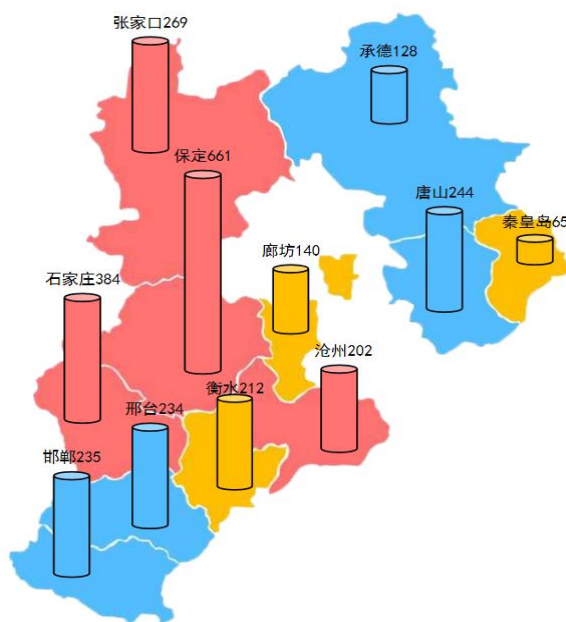 张家口269
承德128
保定661
唐山244
秦皇岛65
廊坊140
石家庄384
沧州202
衡水212
邢台234
邯郸235